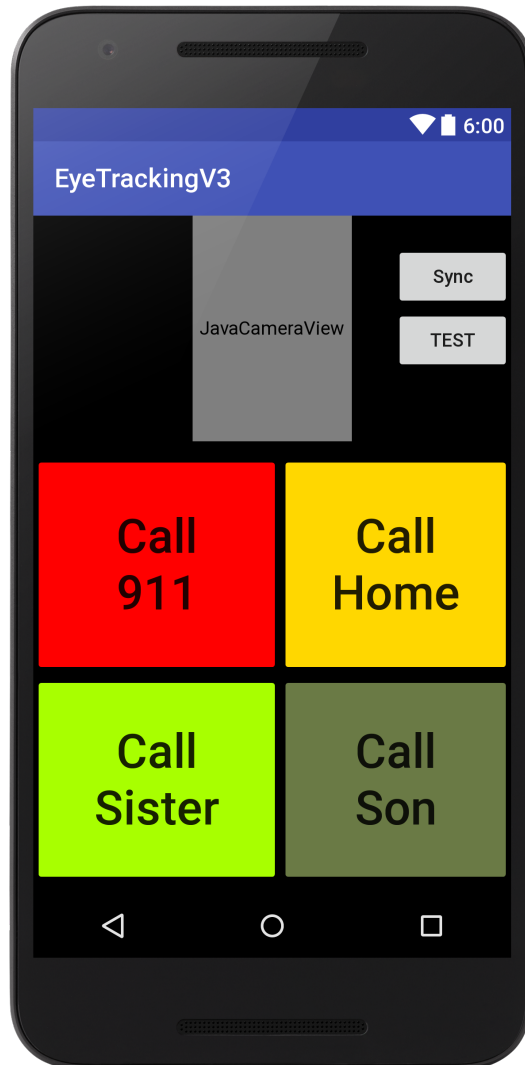 6:00
EyeTrackingV3
Sync
JavaCameraView
TEST
Call
911
Call
Home
Call
Sister
Call
Son